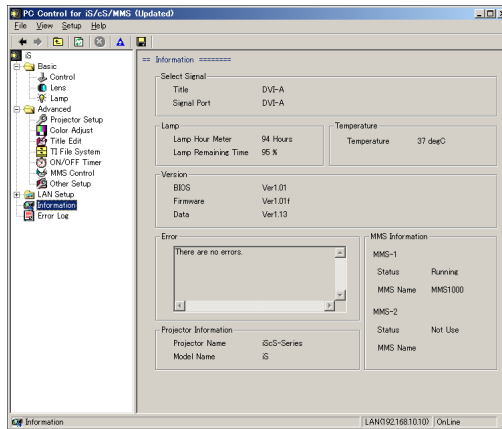 PC Control for iS/cS/MMS (Updated)
File View Setup Help
iS
Basic
Control
Lens
Lamp
Advanced
Projector Setup
Color Adjust
Title Edit
TI File System
ON/OFF Timer
MMS Control
Other Setup
LAN Setup
Information
Error Log
== Information ========
Select Signal
Title DVI-A
Signal Port DVI-A
Lamp
Lamp Hour Meter 94 Hours
Lamp Remaining Time 95 %
Temperature
Temperature 37 degC
Version
BIOS Ver1.01
Firmware Ver1.01f
Data Ver1.13
Error
There are no errors.
MMS Information
MMS-1
Status Running
MMS Name MMS1000
MMS-2
Status Not Use
MMS Name
Projector Information
Projector Name iScS-Series
Model Name iS
Information LAN(192.168.10.10) OnLine